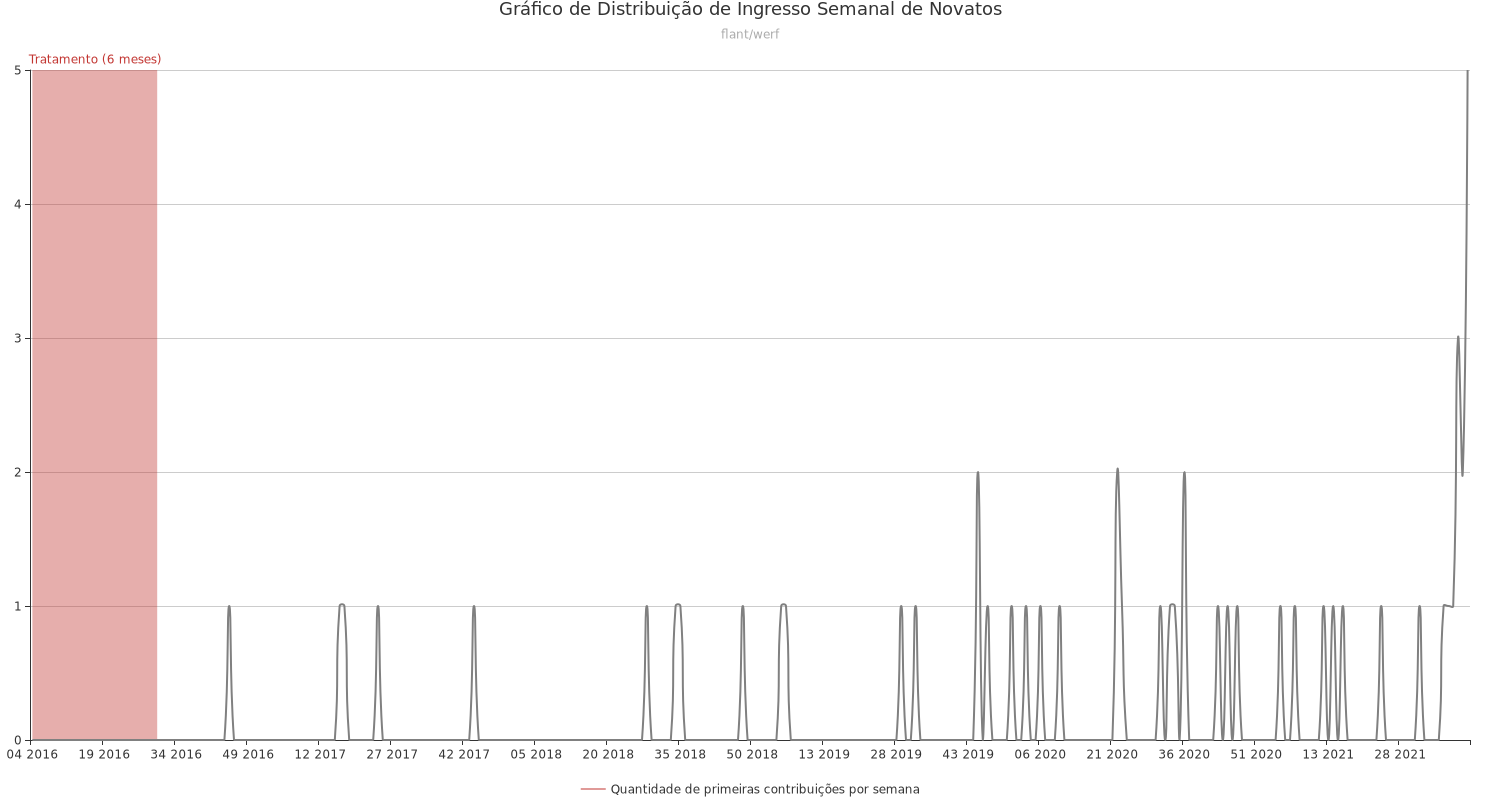 Gráfico de Distribuição de Ingresso Semanal de Novatos
flant/werf
Tratamento (6 meses)
5
4
3
2
1
0
04 2016 19 2016 34 2016 49 2016 12 2017 27 2017 42 2017 05 2018 20 2018 35 2018 50 2018 13 2019 28 2019 43 2019 06 2020 21 2020 36 2020 51 2020 13 2021 28 2021
Quantidade de primeiras contribuições por semana